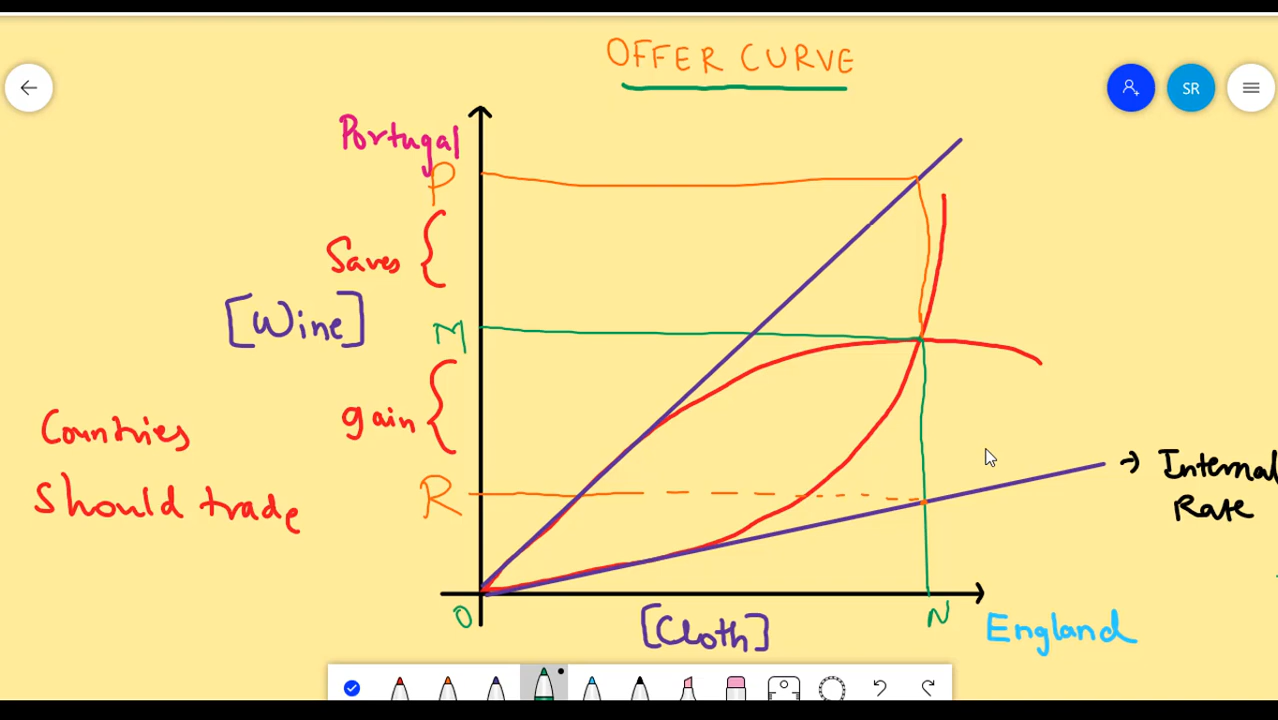 OFFER CURVE
SR
Portugal
P
Saves
[Wine]
M
gain
Countries
Should trade
R
→ Internal
Rate
O
N
[Cloth]
England